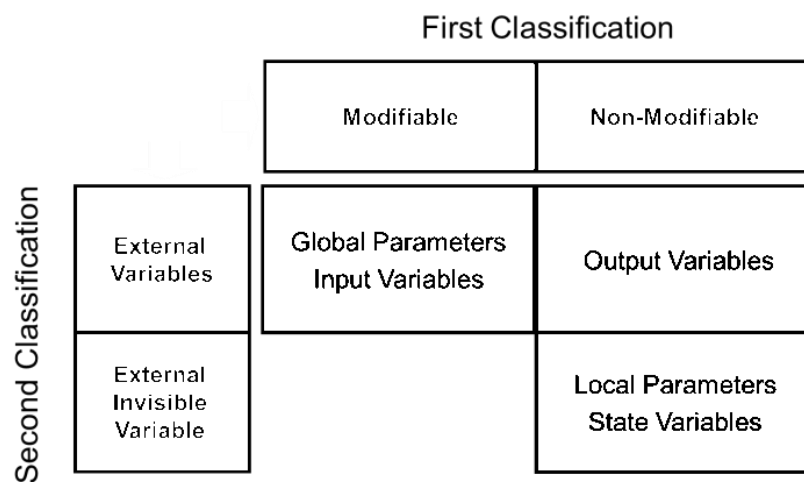 First Classification
Modifiable
Non-Modifiable
Second Classification
External
Variables
Global Parameters
Input Variables
Output Variables
External
Invisible
Variable
Local Parameters
State Variables